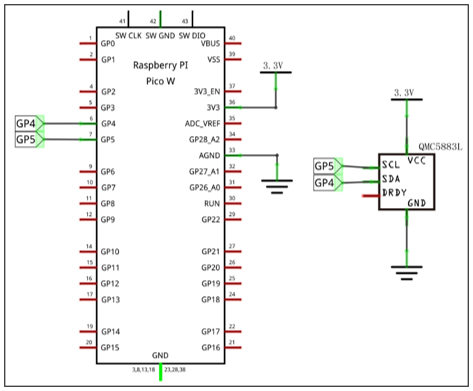 41 42 43
SW CLK SW GND SW DIO
Raspberry PI
Pico W
1 GP0
2 GP1
4 GP2
5 GP3
GP4 6 GP4
GP5 7 GP5
9 GP6
10 GP7
11 GP8
12 GP9
14 GP10
15 GP11
16 GP12
17 GP13
19 GP14
20 GP15
VBUS 40
VSS 39
3V3_EN 37
3V3 36
ADC_VREF 35
GP28_A2 34
AGND 33
GP27_A1 32
GP26_A0 31
RUN 30
GP22 29
GP21 27
GP20 26
GP19 25
GP18 24
GP17 22
GP16 21
GND
3,8,13,18 23,28,38
3.3V
3.3V
QMC5883L
VCC
GP5 SCL
GP4 SDA
DRDY
GND